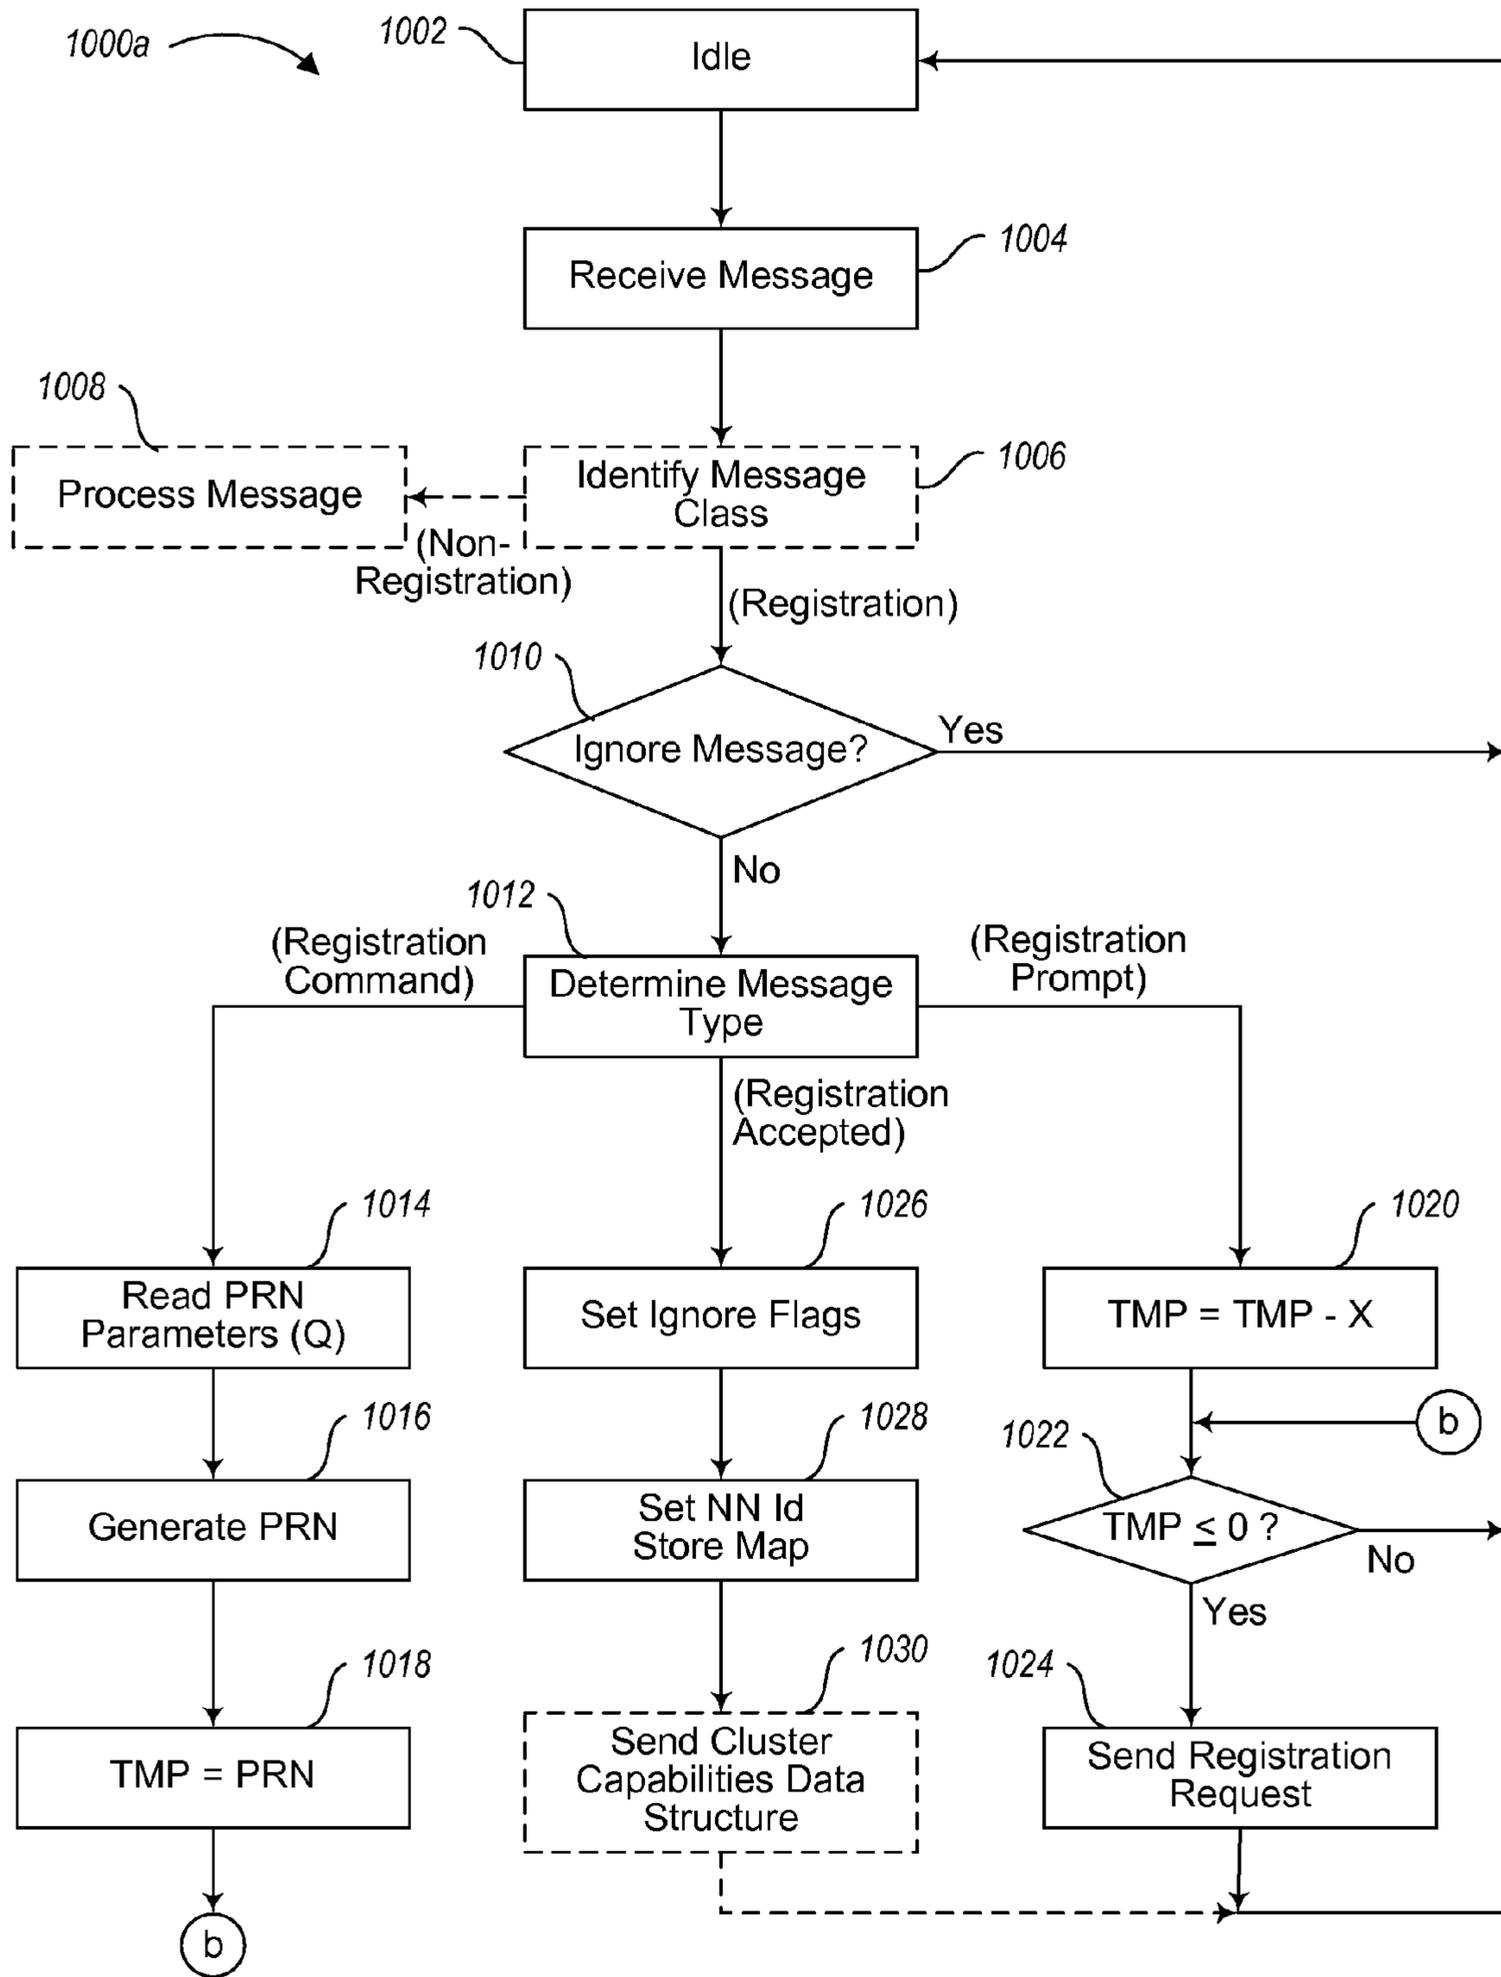 1000a
1002
Idle
1004
Receive Message
1008
1006
Process Message
Identify Message
Class
(Non-
Registration)
(Registration)
1010
Ignore Message?
Yes
No
1012
(Registration
Command)
Determine Message
Type
(Registration
Prompt)
(Registration
Accepted)
1014
1026
1020
Read PRN
Parameters (Q)
Set Ignore Flags
TMP = TMP - X
1016
1028
1022
b
Generate PRN
Set NN Id
Store Map
TMP ≤ 0 ?
No
Yes
1018
1030
1024
TMP = PRN
Send Cluster
Capabilities Data
Structure
Send Registration
Request
b